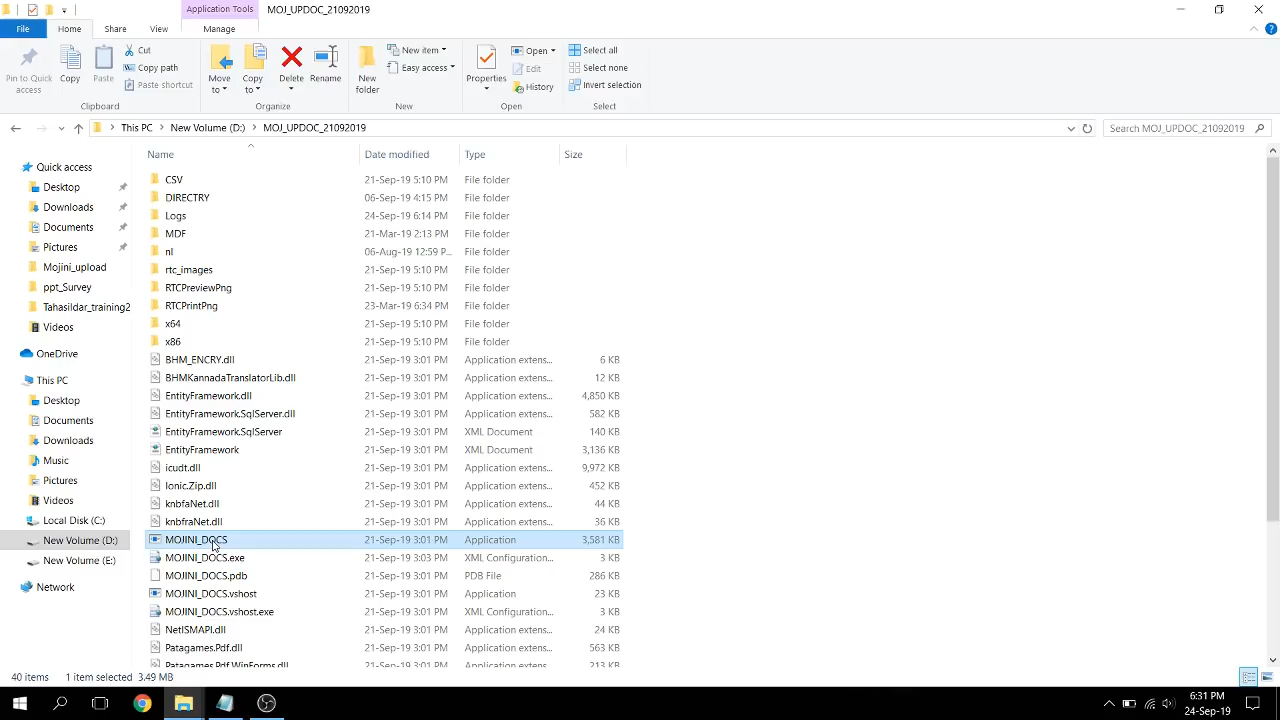 Application Tools MOJ_UPDOC_21092019
File Home Share View Manage
Pin to Quick access
Copy
Paste
Cut
Copy path
Paste shortcut
Clipboard
Move to
Copy to
Delete
Rename
Organize
New folder
New item
Easy access
New
Properties
Open
Edit
History
Open
Select all
Select none
Invert selection
Select
This PC New Volume (D:) MOJ_UPDOC_21092019 Search MOJ_UPDOC_21092019
Quick access
Desktop
Downloads
Documents
Pictures
Mojini_upload
ppt_Survey
Tahasildar_training2
Videos
OneDrive
This PC
Desktop
Documents
Downloads
Music
Pictures
Videos
Local Disk (C:)
New Volume (D:)
New Volume (E:)
Network
Name Date modified Type Size
CSV 21-Sep-19 5:10 PM File folder
DIRECTRY 06-Sep-19 4:15 PM File folder
Logs 24-Sep-19 6:14 PM File folder
MDF 21-Mar-19 2:13 PM File folder
nl 06-Aug-19 12:59 P... File folder
rtc_images 21-Sep-19 5:10 PM File folder
RTCPreviewPng 21-Sep-19 5:10 PM File folder
RTCPrintPng 23-Mar-19 6:34 PM File folder
x64 21-Sep-19 5:10 PM File folder
x86 21-Sep-19 5:10 PM File folder
BHM_ENCRY.dll 21-Sep-19 3:01 PM Application extens... 6 KB
BHMKannadaTranslatorLib.dll 21-Sep-19 3:01 PM Application extens... 12 KB
EntityFramework.dll 21-Sep-19 3:01 PM Application extens... 4,850 KB
EntityFramework.SqlServer.dll 21-Sep-19 3:01 PM Application extens... 582 KB
EntityFramework.SqlServer 21-Sep-19 3:01 PM XML Document 140 KB
EntityFramework 21-Sep-19 3:01 PM XML Document 3,136 KB
icudt.dll 21-Sep-19 3:01 PM Application extens... 9,972 KB
Ionic.Zip.dll 21-Sep-19 3:01 PM Application extens... 452 KB
knbfaNet.dll 21-Sep-19 3:01 PM Application extens... 44 KB
knbfraNet.dll 21-Sep-19 3:01 PM Application extens... 36 KB
MOJINI_DOCS 21-Sep-19 3:01 PM Application 3,581 KB
MOJINI_DOCS.exe 21-Sep-19 3:03 PM XML Configuration... 3 KB
MOJINI_DOCS.pdb 21-Sep-19 3:01 PM PDB File 286 KB
MOJINI_DOCS.vshost 21-Sep-19 3:01 PM Application 23 KB
MOJINI_DOCS.vshost.exe 21-Sep-19 3:01 PM XML Configuration... 3 KB
NetISMAPI.dll 21-Sep-19 3:01 PM Application extens... 24 KB
Patagames.Pdf.dll 21-Sep-19 3:01 PM Application extens... 563 KB
Patagames.Pdf.WinForms.dll 21-Sep-19 3:01 PM Application extens... 213 KB
40 items 1 item selected 3.49 MB
6:31 PM
24-Sep-19